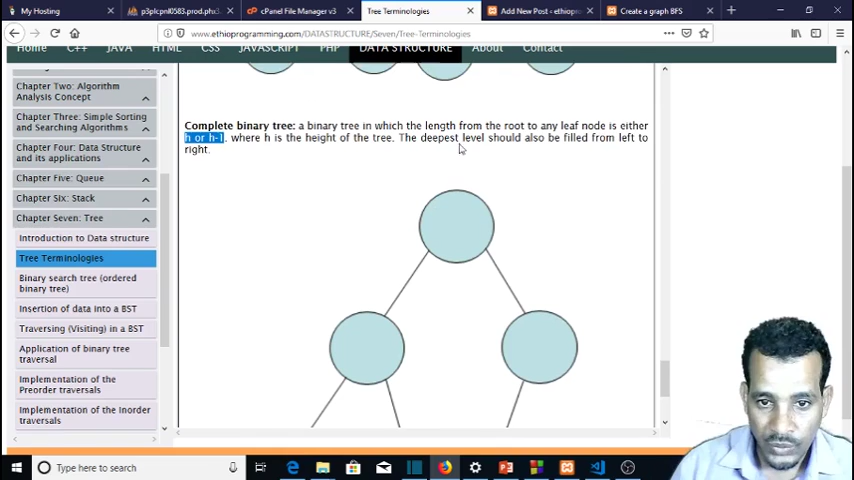 My Hosting
p3plcpnl0583.prod.phx
cPanel File Manager v3
Tree Terminologies
Add New Post - ethiopro
Create a graph BFS
www.ethioprogramming.com/DATASTRUCTURE/Seven/Tree-Terminologies
Home
C++
JAVA
HTML
CSS
JAVASCRIPT
PHP
DATA STRUCTURE
About
Contact
Chapter Two: Algorithm
Analysis Concept
Chapter Three: Simple Sorting
and Searching Algorithms
Chapter Four: Data Structure
and its applications
Chapter Five: Queue
Chapter Six: Stack
Chapter Seven: Tree
Introduction to Data structure
Tree Terminologies
Binary search tree (ordered
binary tree)
Insertion of data into a BST
Traversing (Visiting) in a BST
Application of binary tree
traversal
Implementation of the
Preorder traversals
Implementation of the Inorder
traversals
Complete binary tree: a binary tree in which the length from the root to any leaf node is either
h or h-1, where h is the height of the tree. The deepest level should also be filled from left to
right.
Type here to search